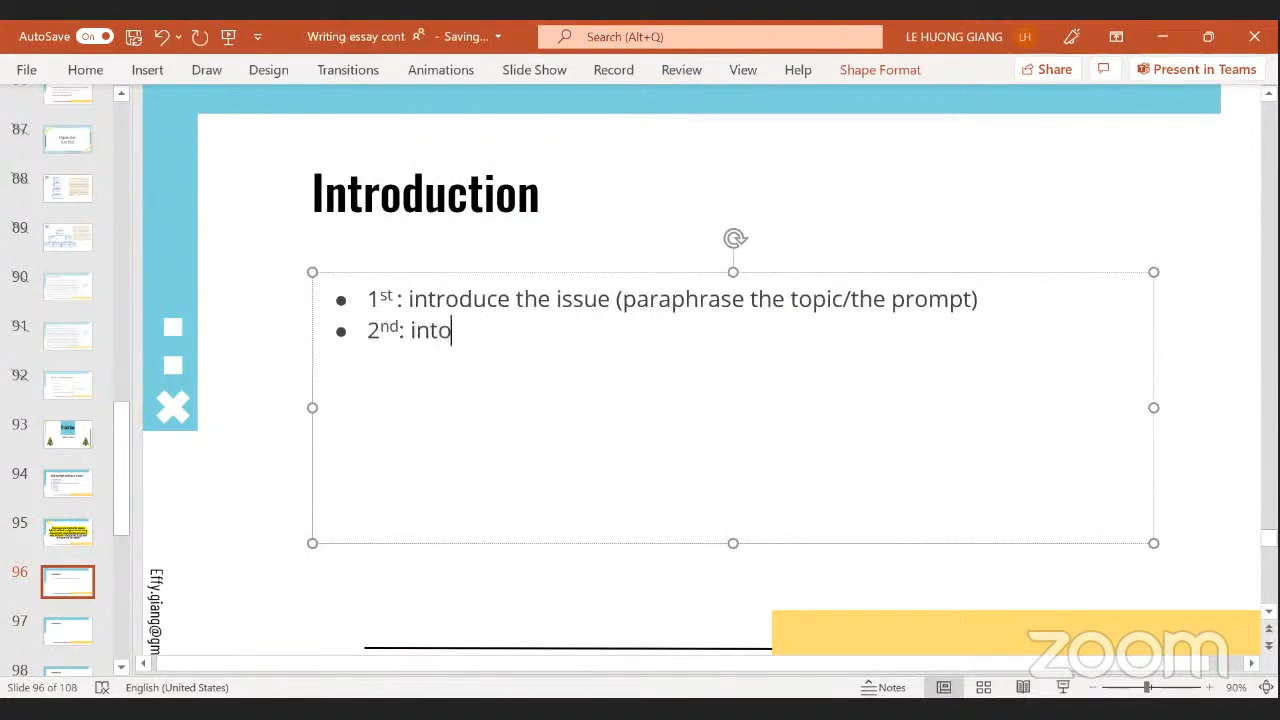 AutoSave On Writing essay cont - Saving... Search (Alt+Q) LE HUONG GIANG LH
File Home Insert Draw Design Transitions Animations Slide Show Record Review View Help Shape Format Share Present in Teams
87
88
89
90
91
92
93
94
95
96
97
98
Introduction
1st : introduce the issue (paraphrase the topic/the prompt)
2nd: into
Effy.giang@gm
zoom
Slide 96 of 108 English (United States) Notes 90%